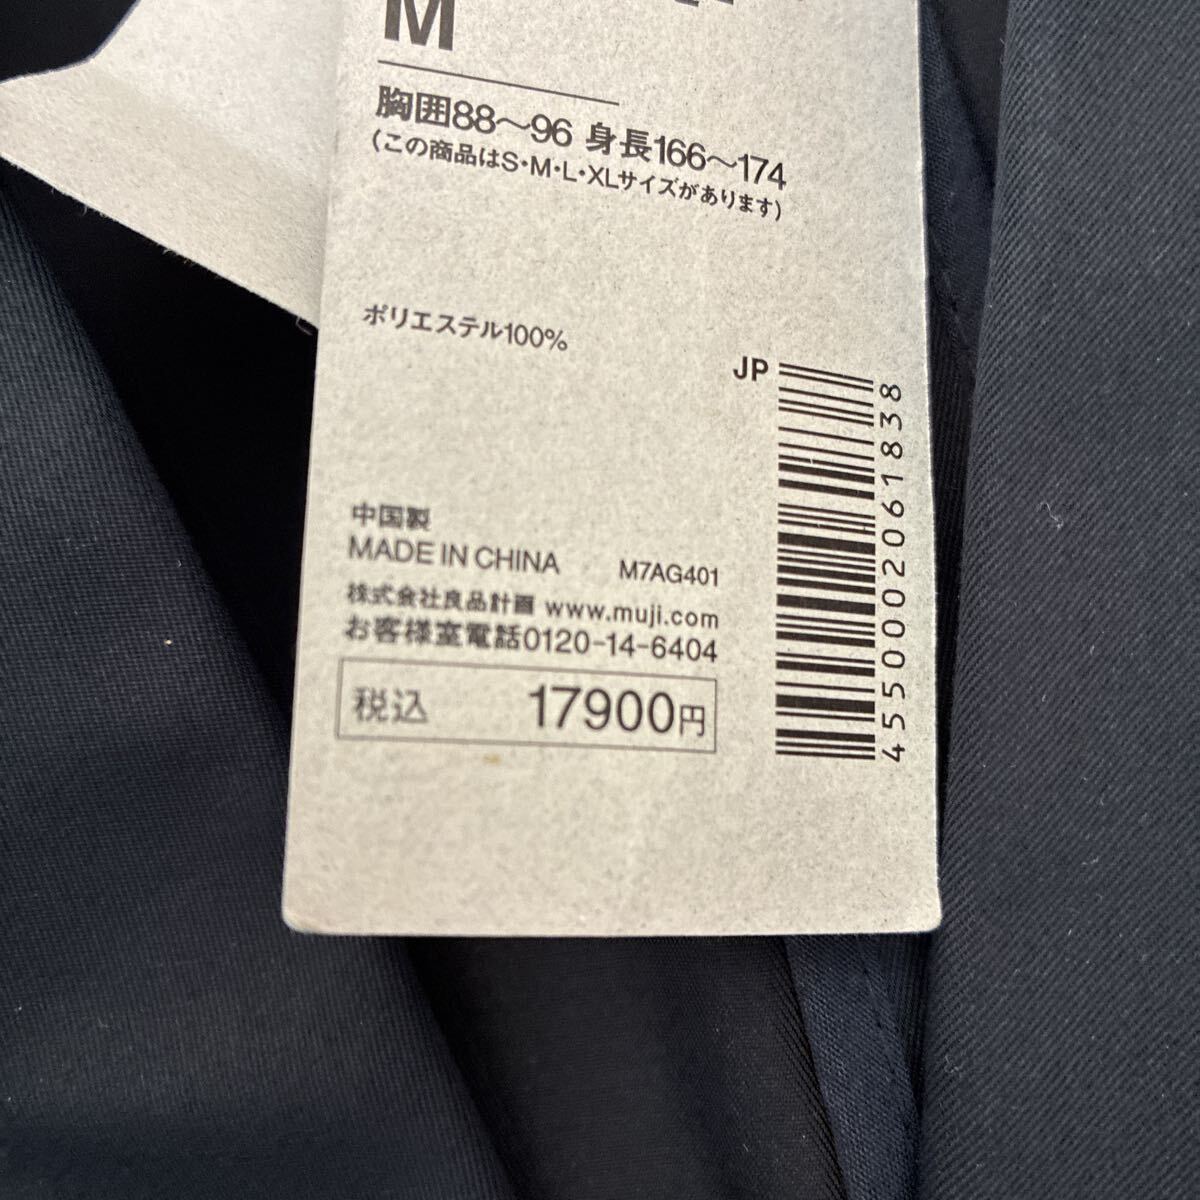 M
胸囲88〜96 身長166〜174
(この商品はS・M・L・XLサイズがあります)
ポリエステル100%
JP
4550002061838
中国製
MADE IN CHINA M7AG401
株式会社良品計画 www.muji.com
お客様室電話0120-14-6404
税込 17900円